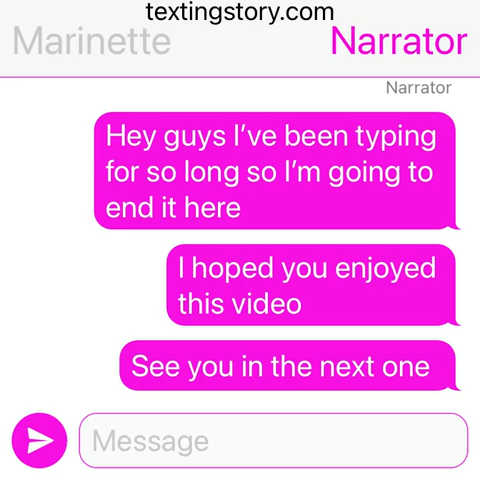 textingstory.com
Marinette Narrator
Narrator
Hey guys I’ve been typing
for so long so I’m going to
end it here
I hoped you enjoyed
this video
See you in the next one
Message